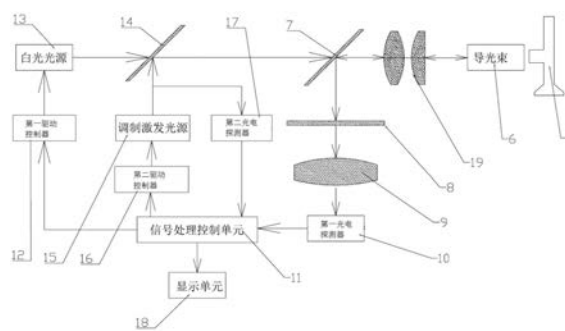 13
14
17
7
白光光源
导光束
第一驱动
控制器
调制激发光源
第二光电
探测器
6
19
8
第二驱动
控制器
9
12
15
16
信号处理控制单元
第一光电
探测器
11
10
显示单元
18